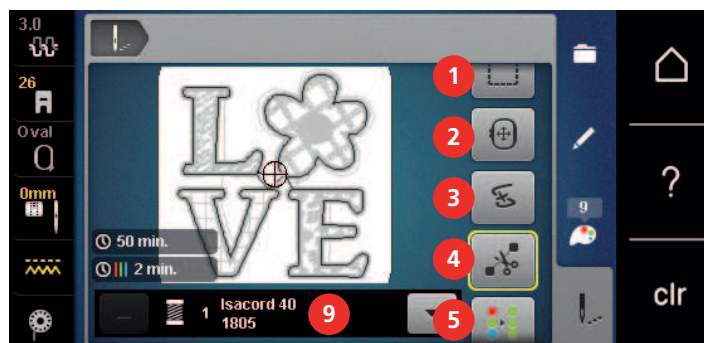 3.0
26
Oval
0mm
LOVE
50 min.
2 min.
1 Isacord 40
1805
1
2
3
4
5
9
9
?
clr